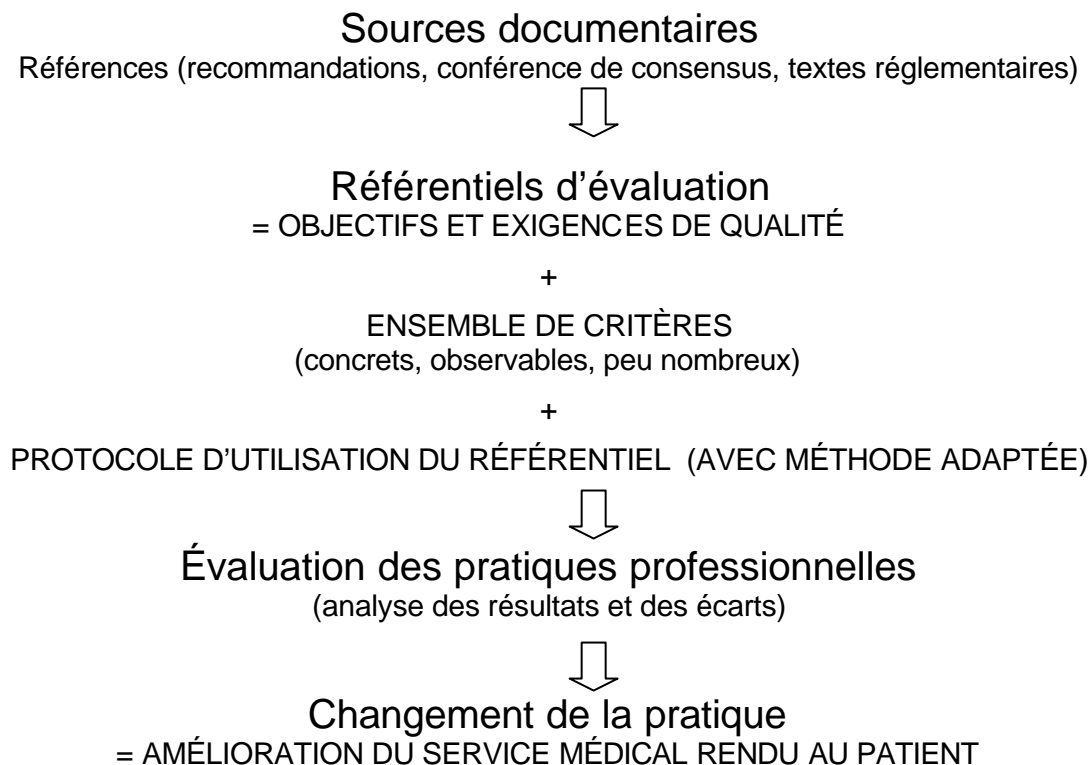 Sources documentaires
Références (recommandations, conférence de consensus, textes réglementaires)
Référentiels d'évaluation
= OBJECTIFS ET EXIGENCES DE QUALITÉ
+
ENSEMBLE DE CRITÈRES
(concrets, observables, peu nombreux)
+
PROTOCOLE D'UTILISATION DU RÉFÉRENTIEL (AVEC MÉTHODE ADAPTÉE)
Évaluation des pratiques professionnelles
(analyse des résultats et des écarts)
Changement de la pratique
= AMÉLIORATION DU SERVICE MÉDICAL RENDU AU PATIENT